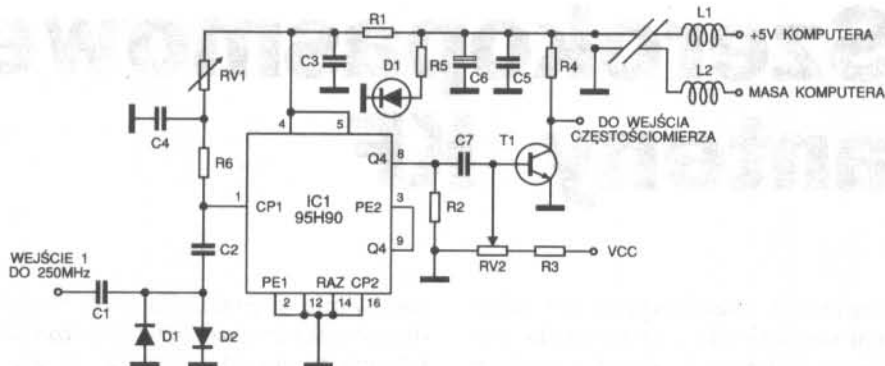 R1
L1
+5V KOMPUTERA
RV1
C3
D1
R5
C6
C5
R4
L2
MASA KOMPUTERA
C4
4
5
DO WEJŚCIA
CZĘSTOŚCIOMIERZA
R6
Q4
8
C7
T1
1
CP1
IC1
95H90
PE2
3
R2
C2
Q4
9
WEJŚCIE 1
DO 250MHz
RV2
R3
VCC
PE1
RAZ
CP2
2
12
14
16
C1
D1
D2